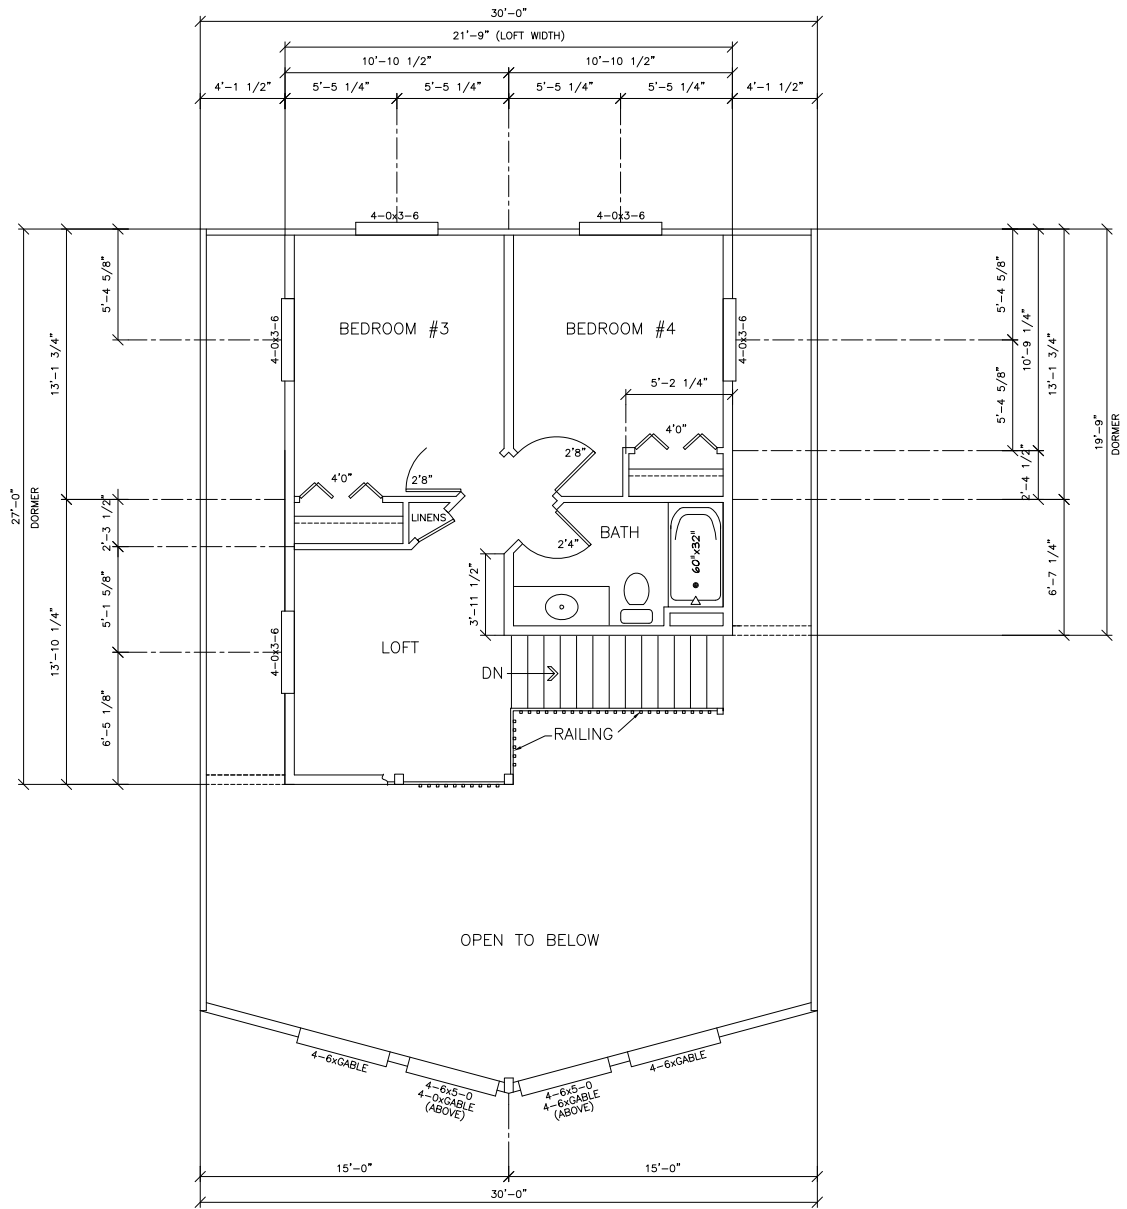 30'-0"
21'-9" (LOFT WIDTH)
10'-10 1/2" 10'-10 1/2"
4'-1 1/2" 5'-5 1/4" 5'-5 1/4" 5'-5 1/4" 5'-5 1/4" 4'-1 1/2"
4-0x3-6 4-0x3-6
27'-0"
DORMER
13'-1 3/4"
5'-4 5/8"
2'-3 1/2"
5'-1 5/8"
13'-10 1/4"
6'-5 1/8"
4-0x3-6
BEDROOM #3
BEDROOM #4
4-0x3-6
5'-2 1/4"
4'0"
2'8"
2'8"
4'0"
LINENS
BATH
2'4"
60"x32"
3'-11 1/2"
4-0x3-6
LOFT
DN
RAILING
5'-4 5/8"
5'-4 5/8"
10'-9 1/4"
2'-4 1/2"
13'-1 3/4"
6'-7 1/4"
19'-9"
DORMER
OPEN TO BELOW
4-6xGABLE
4-6x5-0
4-0xGABLE
(ABOVE)
4-6x5-0
4-6xGABLE
(ABOVE)
4-6xGABLE
15'-0" 15'-0"
30'-0"